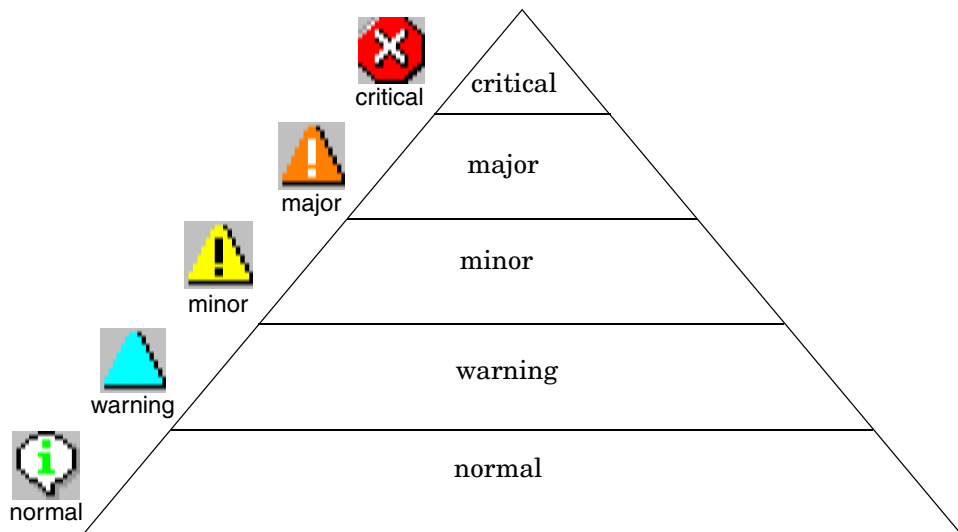 critical
critical
major
major
minor
minor
warning
warning
normal
normal